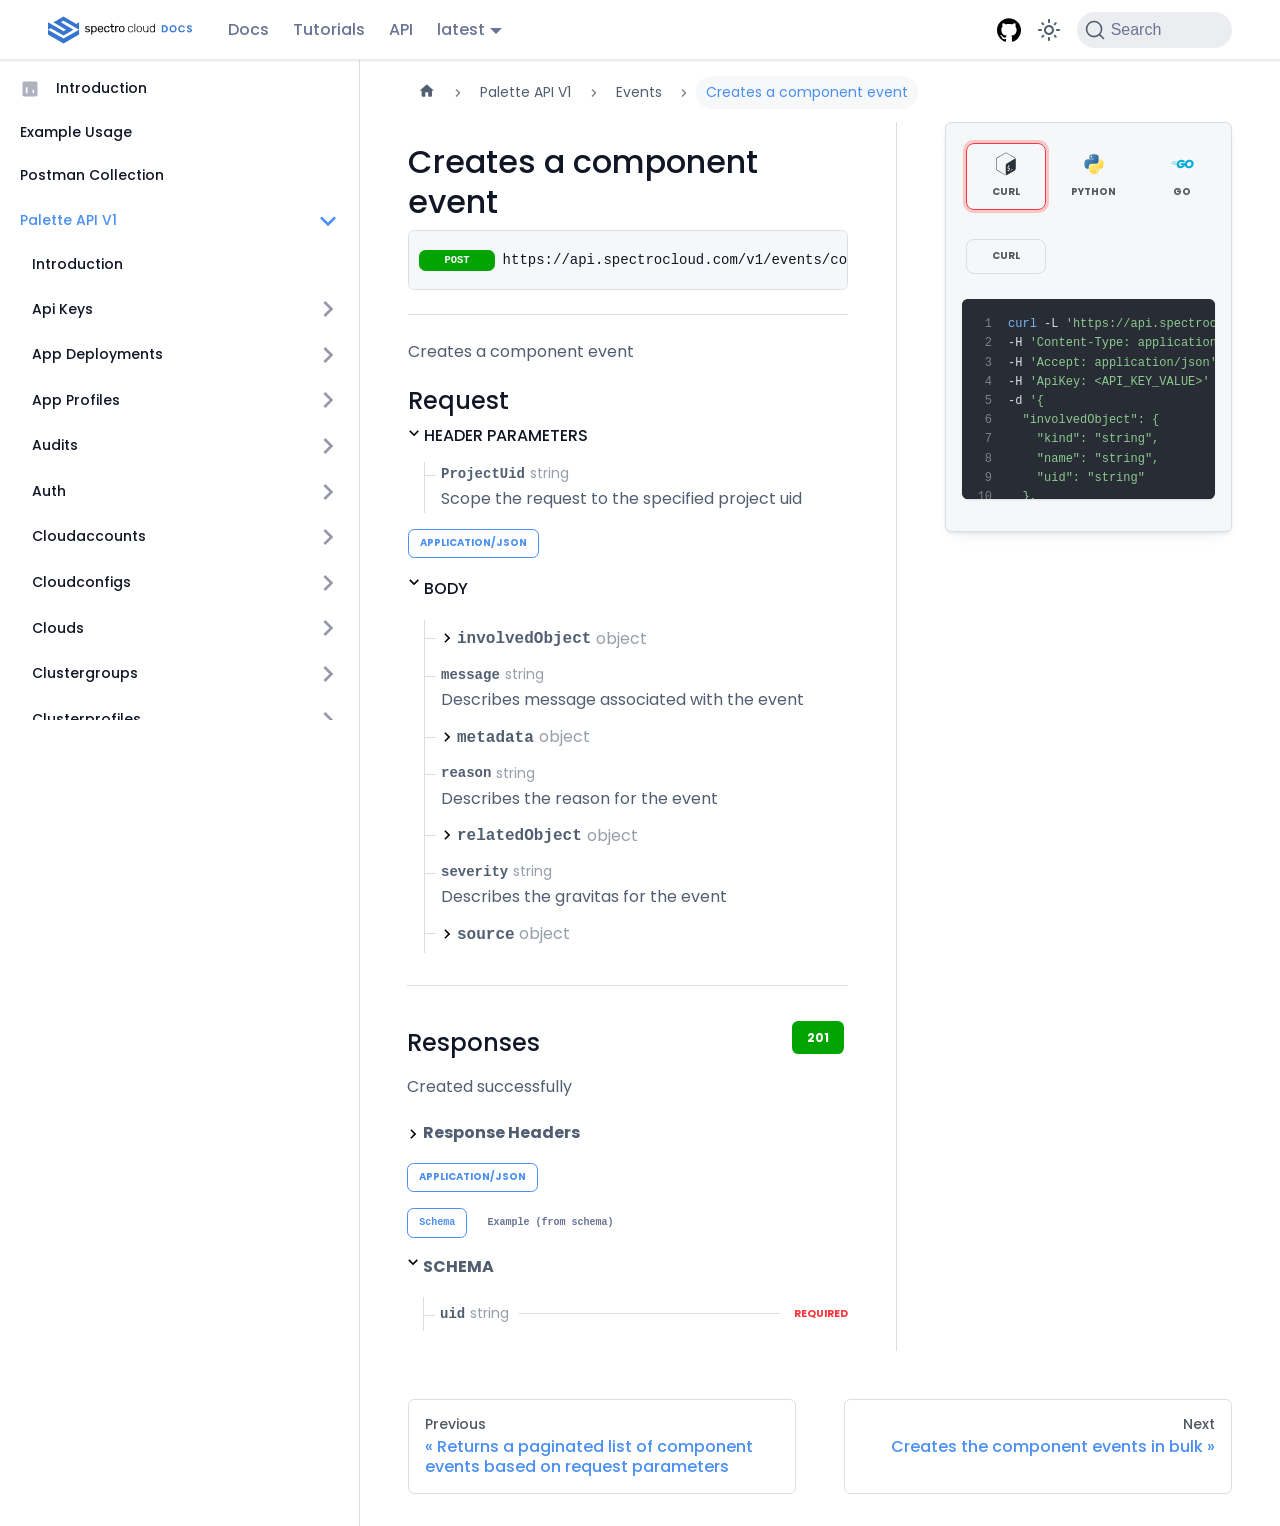 spectro cloud DOCS
Docs
Tutorials
API
latest
Search
Introduction
Example Usage
Postman Collection
Palette API V1
Introduction
Api Keys
App Deployments
App Profiles
Audits
Auth
Cloudaccounts
Cloudconfigs
Clouds
Clustergroups
Clusterprofiles
Palette API V1
Events
Creates a component event
Creates a component
event
POST https://api.spectrocloud.com/v1/events/co
Creates a component event
Request
HEADER PARAMETERS
ProjectUid string
Scope the request to the specified project uid
APPLICATION/JSON
BODY
involvedObject object
message string
Describes message associated with the event
metadata object
reason string
Describes the reason for the event
relatedObject object
severity string
Describes the gravitas for the event
source object
Responses
201
Created successfully
Response Headers
APPLICATION/JSON
Schema
Example (from schema)
SCHEMA
uid string
REQUIRED
CURL
PYTHON
GO
CURL
1 curl -L 'https://api.spectroc
2 -H 'Content-Type: application
3 -H 'Accept: application/json'
4 -H 'ApiKey: <API_KEY_VALUE>'
5 -d '{
6 "involvedObject": {
7 "kind": "string",
8 "name": "string",
9 "uid": "string"
10 },
Previous
« Returns a paginated list of component
events based on request parameters
Next
Creates the component events in bulk »